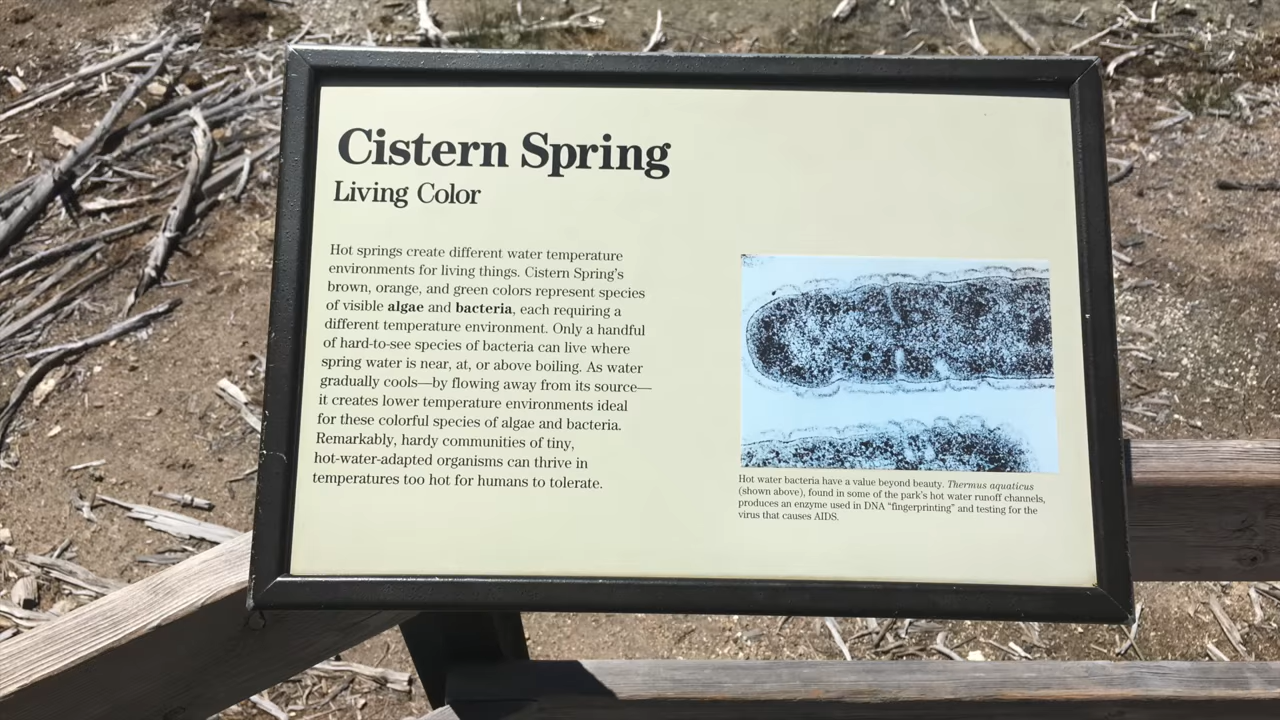 Cistern Spring
Living Color
Hot springs create different water temperature
environments for living things. Cistern Spring's
brown, orange, and green colors represent species
of visible algae and bacteria, each requiring a
different temperature environment. Only a handful
of hard-to-see species of bacteria can live where
spring water is near, at, or above boiling. As water
gradually cools—by flowing away from its source—
it creates lower temperature environments ideal
for these colorful species of algae and bacteria.
Remarkably, hardy communities of tiny,
hot-water-adapted organisms can thrive in
temperatures too hot for humans to tolerate.
Hot water bacteria have a value beyond beauty. Thermus aquaticus
(shown above), found in some of the park's hot water runoff channels,
produces an enzyme used in DNA "fingerprinting" and testing for the
virus that causes AIDS.